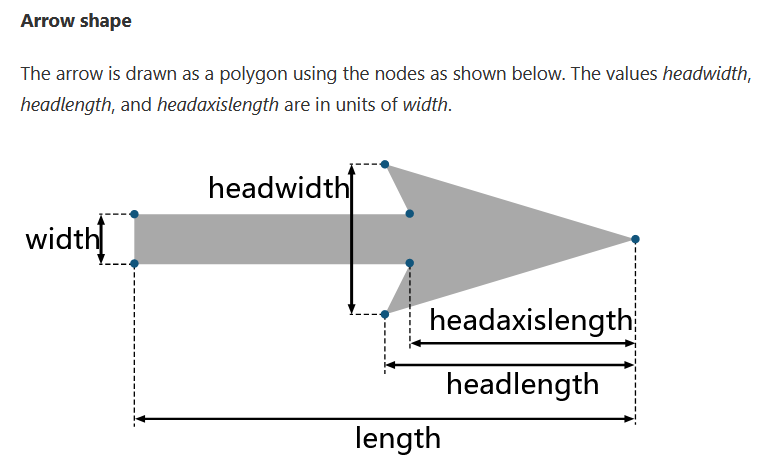 Arrow shape
The arrow is drawn as a polygon using the nodes as shown below. The values headwidth,
headlength, and headaxislength are in units of width.
headwidth
width
headaxislength
headlength
length